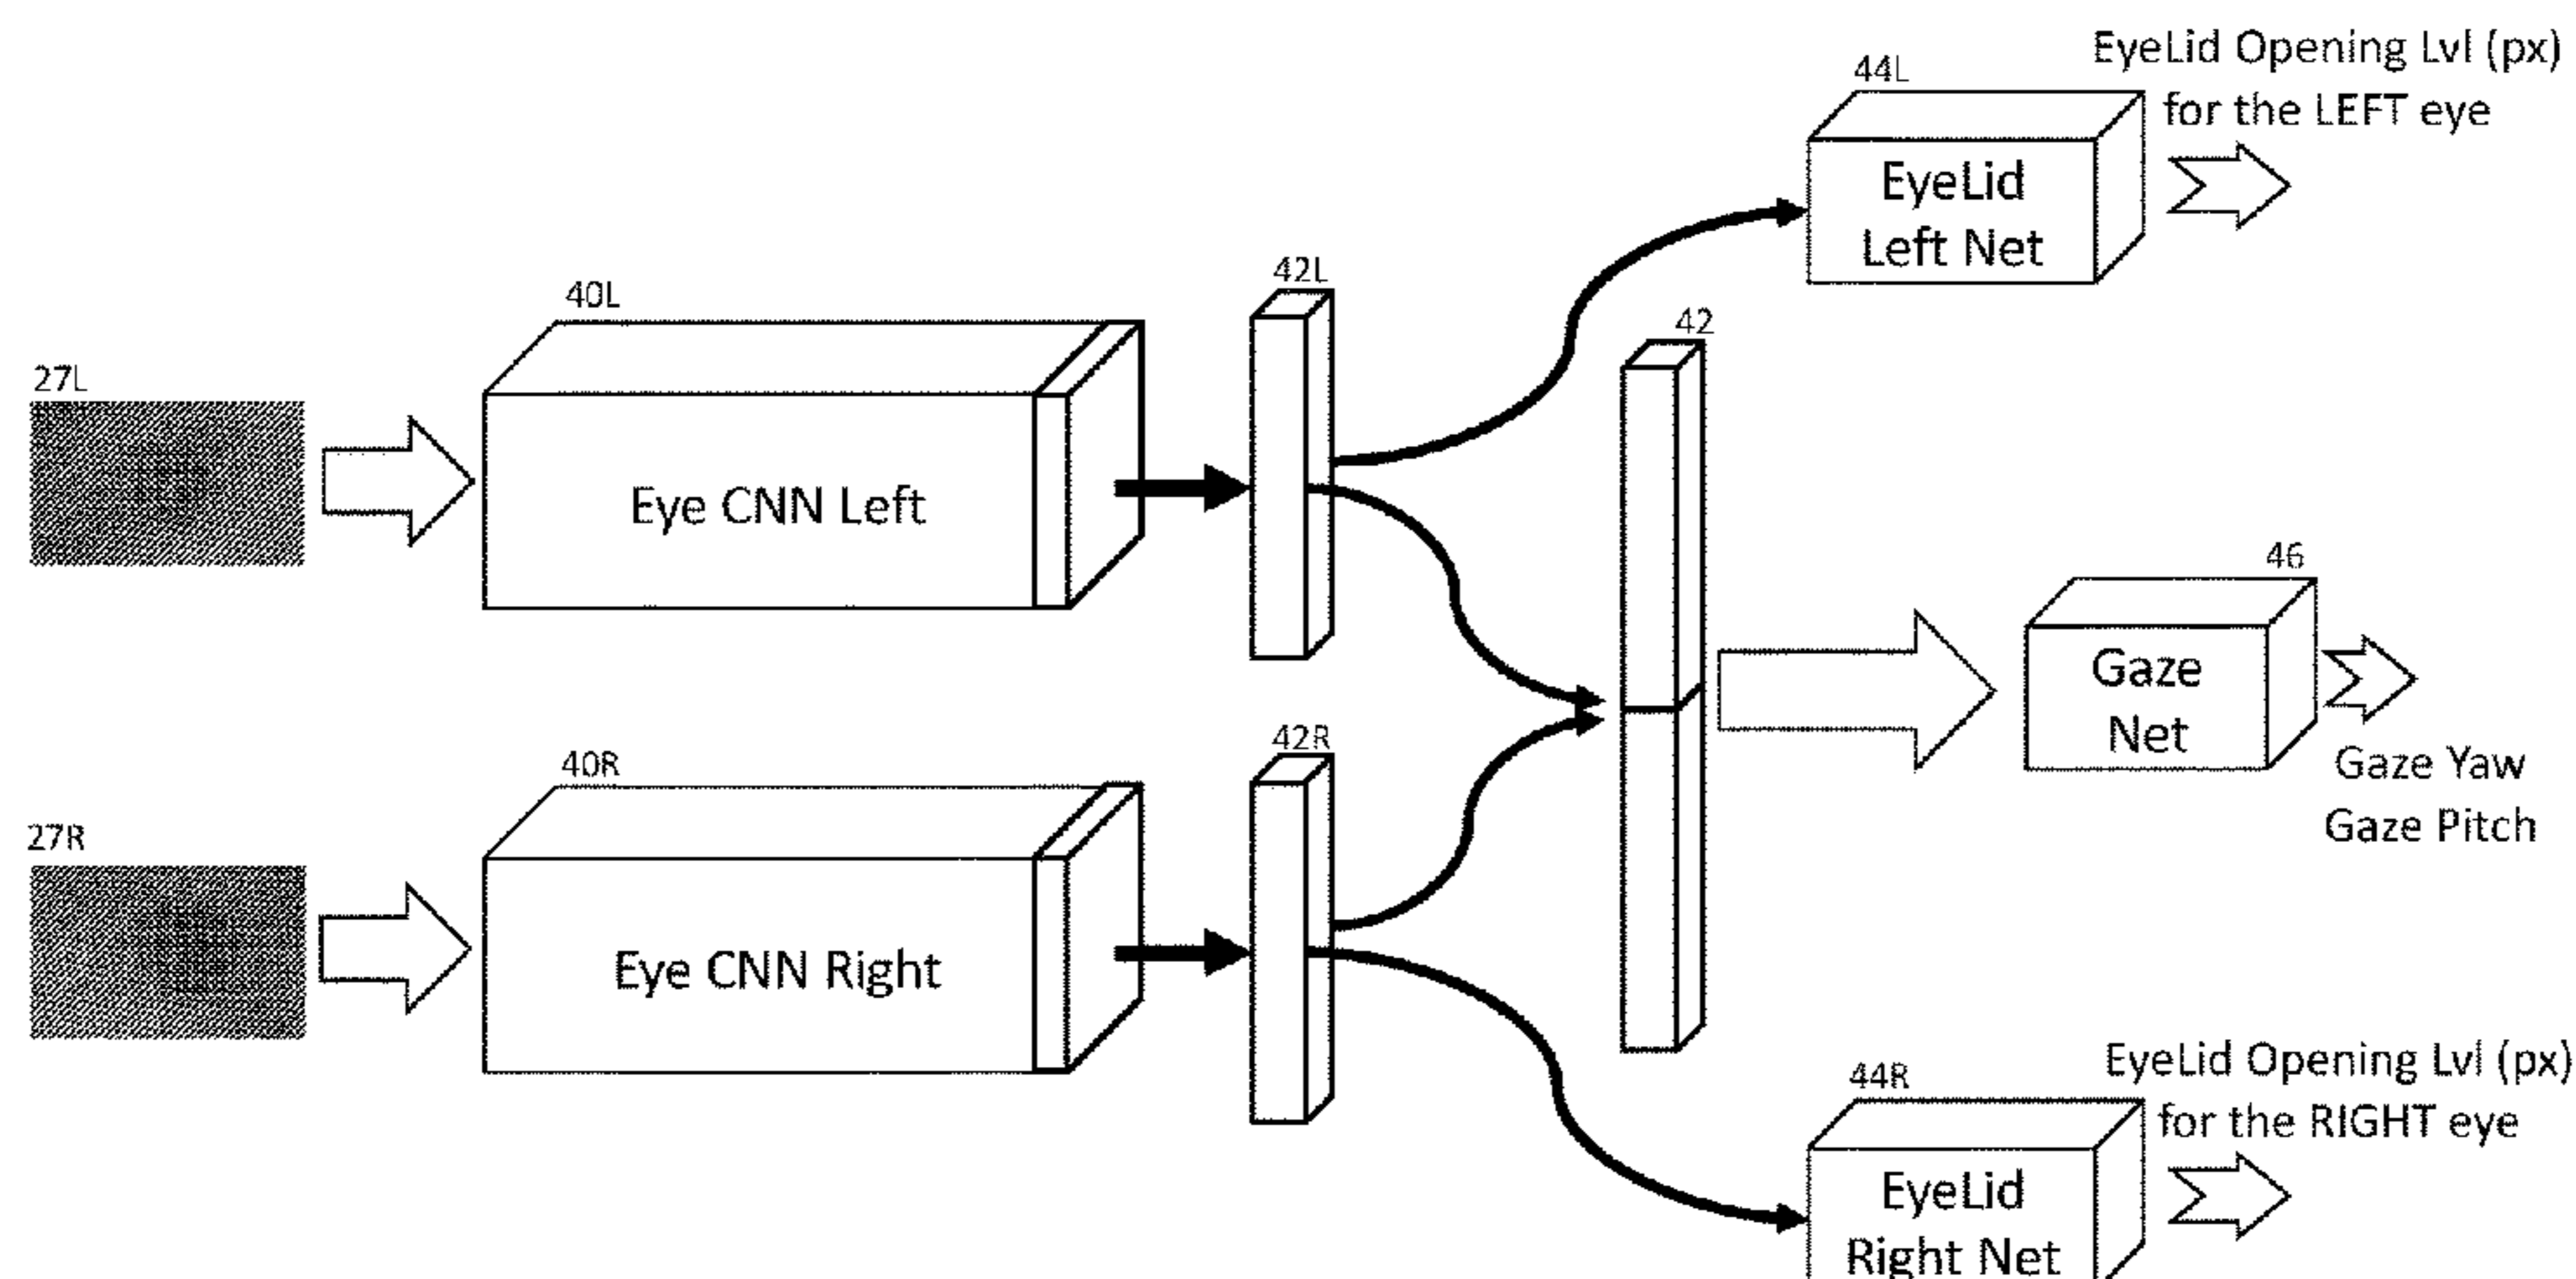 EyeLid Opening Lvl (px)
for the LEFT eye
44L
EyeLid
Left Net
42L
40L
42
27L
Eye CNN Left
46
Gaze
Net
Gaze Yaw
Gaze Pitch
42R
40R
27R
Eye CNN Right
EyeLid Opening Lvl (px)
for the RIGHT eye
44R
EyeLid
Right Net